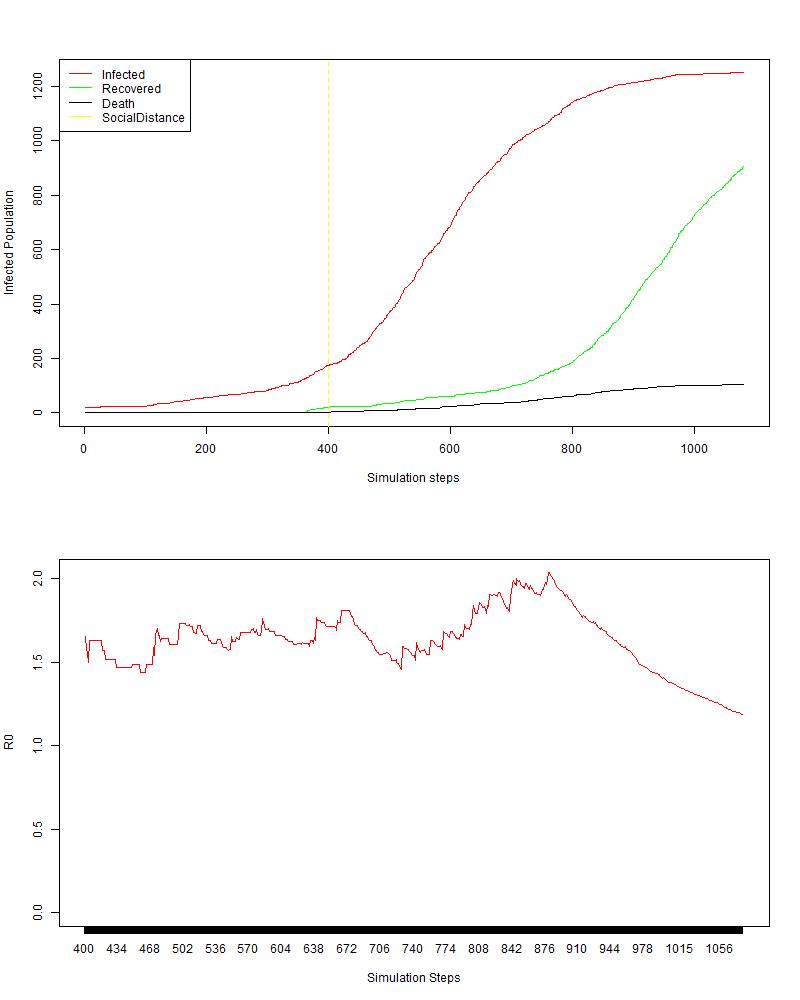 Infected
Recovered
Death
SocialDistance
Infected Population
0
200
400
600
800
1000
1200
0 200 400 600 800 1000
Simulation steps
R0
0.0
0.5
1.0
1.5
2.0
400 434 468 502 536 570 604 638 672 706 740 774 808 842 876 910 944 978 1015 1056
Simulation Steps